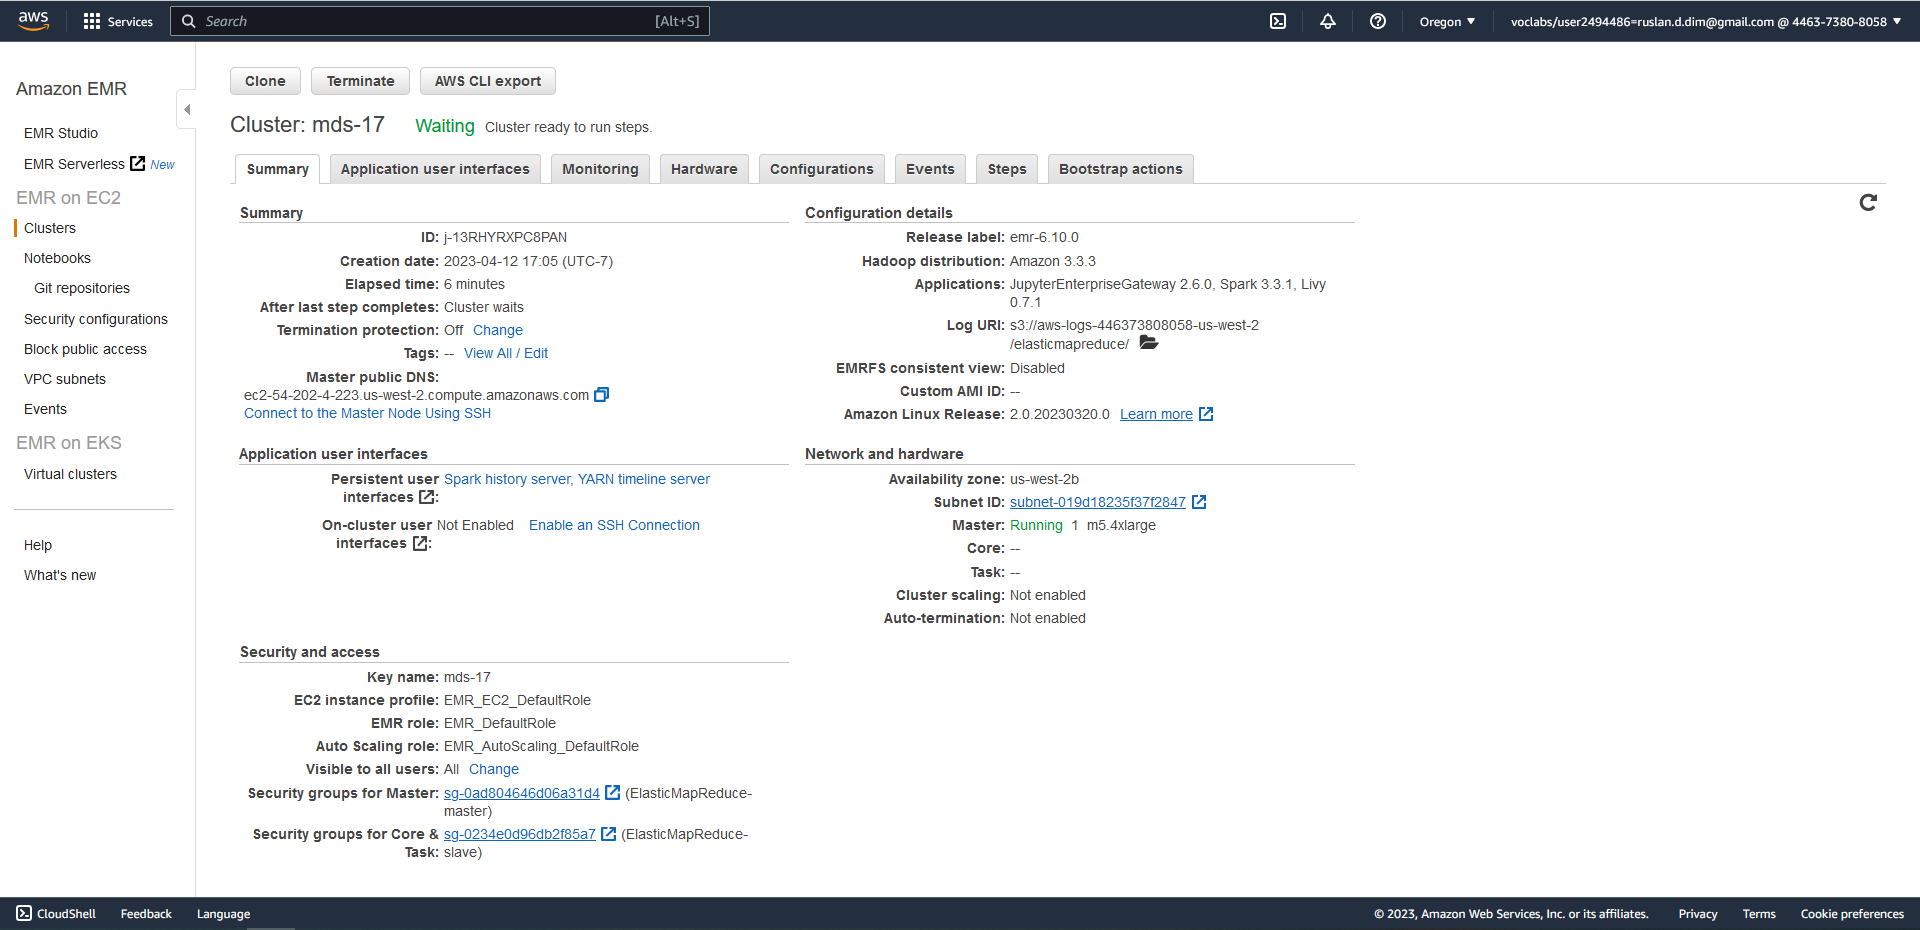 aws
Services
Search
[Alt+S]
Oregon
voclabs/user2494486=ruslan.d.dim@gmail.com @ 4463-7380-8058
Amazon EMR
EMR Studio
EMR Serverless New
EMR on EC2
Clusters
Notebooks
Git repositories
Security configurations
Block public access
VPC subnets
Events
EMR on EKS
Virtual clusters
Help
What's new
Clone
Terminate
AWS CLI export
Cluster: mds-17 Waiting Cluster ready to run steps.
Summary
Application user interfaces
Monitoring
Hardware
Configurations
Events
Steps
Bootstrap actions
Summary
ID: j-13RHYRXPC8PAN
Creation date: 2023-04-12 17:05 (UTC-7)
Elapsed time: 6 minutes
After last step completes: Cluster waits
Termination protection: Off Change
Tags: -- View All / Edit
Master public DNS:
ec2-54-202-4-223.us-west-2.compute.amazonaws.com
Connect to the Master Node Using SSH
Configuration details
Release label: emr-6.10.0
Hadoop distribution: Amazon 3.3.3
Applications: JupyterEnterpriseGateway 2.6.0, Spark 3.3.1, Livy
0.7.1
Log URI: s3://aws-logs-446373808058-us-west-2
/elasticmapreduce/
EMRFS consistent view: Disabled
Custom AMI ID: --
Amazon Linux Release: 2.0.20230320.0 Learn more
Application user interfaces
Persistent user Spark history server, YARN timeline server
interfaces :
On-cluster user Not Enabled Enable an SSH Connection
interfaces :
Network and hardware
Availability zone: us-west-2b
Subnet ID: subnet-019d18235f37f2847
Master: Running 1 m5.4xlarge
Core: --
Task: --
Cluster scaling: Not enabled
Auto-termination: Not enabled
Security and access
Key name: mds-17
EC2 instance profile: EMR_EC2_DefaultRole
EMR role: EMR_DefaultRole
Auto Scaling role: EMR_AutoScaling_DefaultRole
Visible to all users: All Change
Security groups for Master: sg-0ad804646d06a31d4 (ElasticMapReduce-
master)
Security groups for Core & sg-0234e0d96db2f85a7 (ElasticMapReduce-
Task: slave)
CloudShell
Feedback
Language
© 2023, Amazon Web Services, Inc. or its affiliates.
Privacy
Terms
Cookie preferences